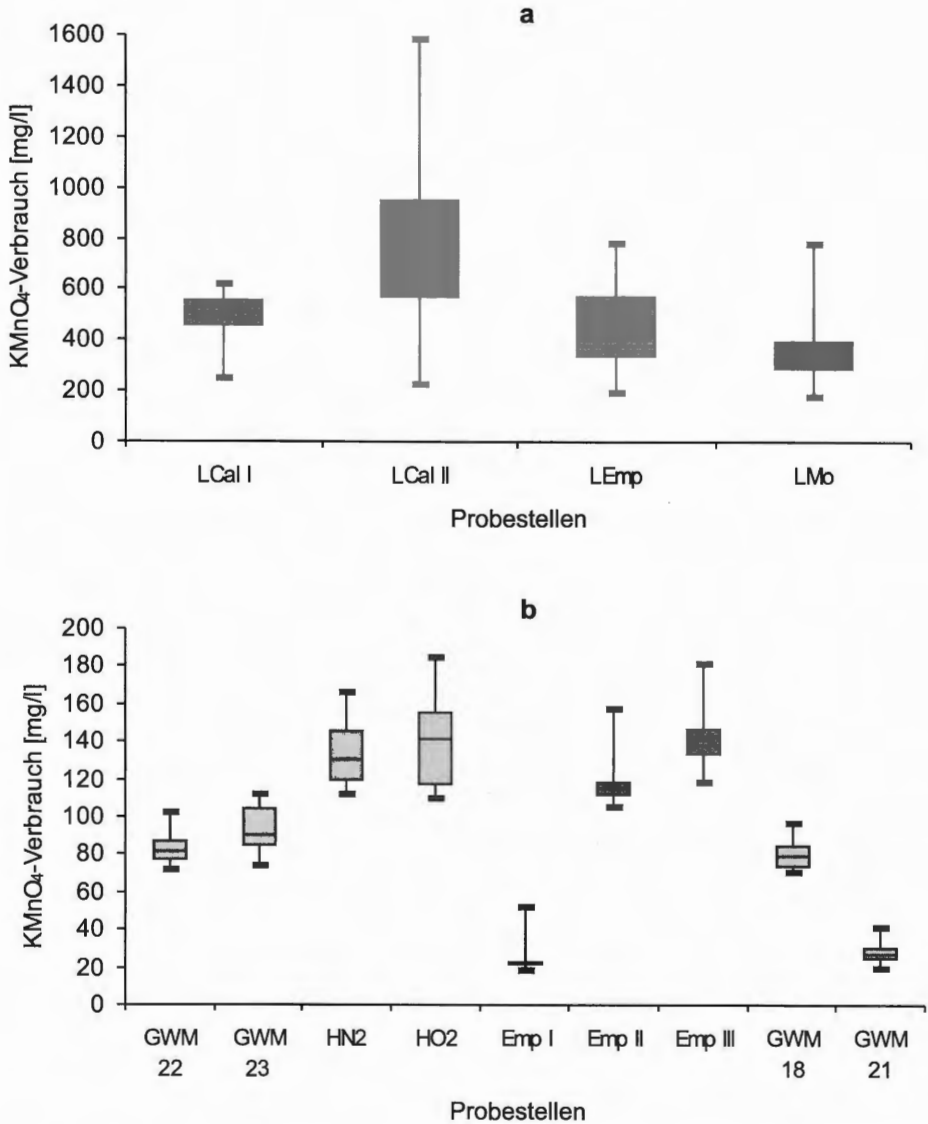 a
KMnO₄-Verbrauch [mg/l]
1600
1400
1200
1000
800
600
400
200
0
LCal I LCal II LEmp LMo
Probestellen
b
KMnO₄-Verbrauch [mg/l]
200
180
160
140
120
100
80
60
40
20
0
GWM GWM HN2 HO2 Emp I Emp II Emp III GWM GWM
22 23 18 21
Probestellen